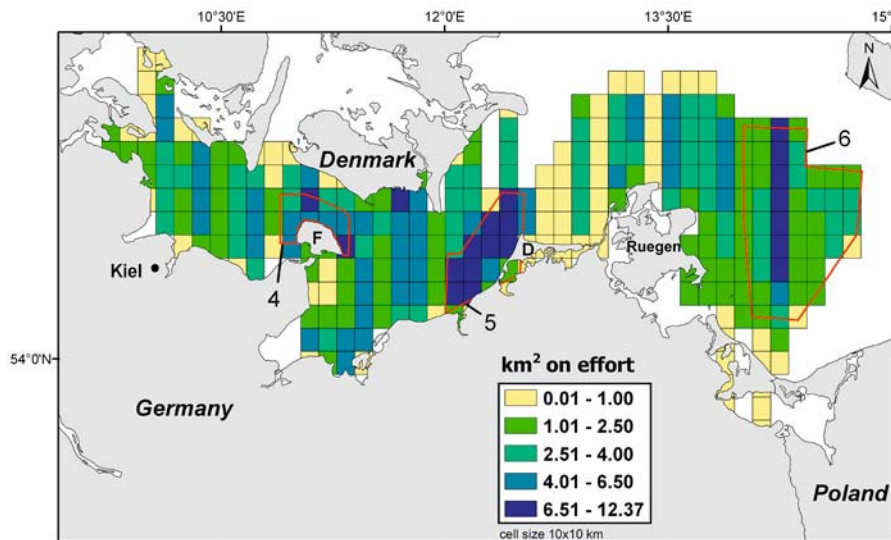 10°30'E 12°0'E 13°30'E 15°
N
6
Denmark
F
D
Ruegen
Kiel
4
5
54°0'N
km² on effort
0.01 - 1.00
1.01 - 2.50
2.51 - 4.00
4.01 - 6.50
6.51 - 12.37
cell size 10x10 km
Germany
Poland